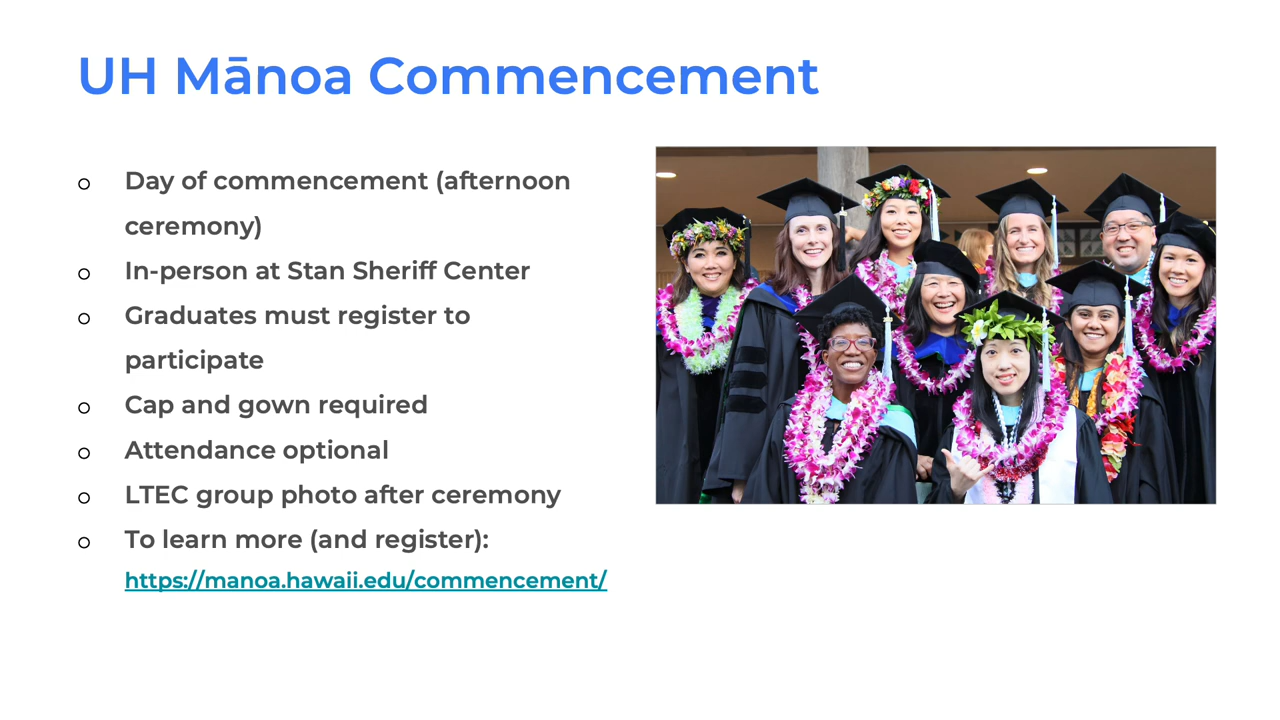 UH Mānoa Commencement
o Day of commencement (afternoon
ceremony)
o In-person at Stan Sheriff Center
o Graduates must register to
participate
o Cap and gown required
o Attendance optional
o LTEC group photo after ceremony
o To learn more (and register):
https://manoa.hawaii.edu/commencement/